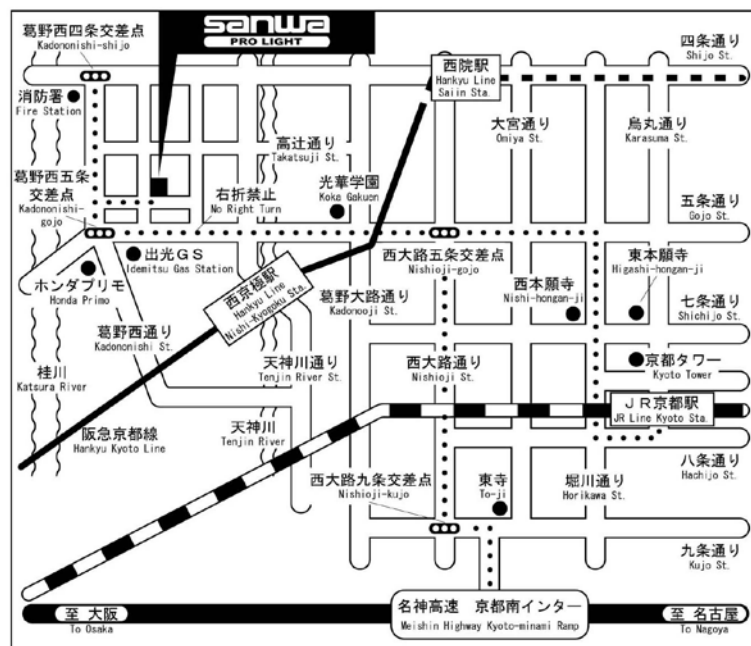 sanwa
PRO LIGHT
葛野西四条交差点
Kadononishi-shijo
四条通り
Shijo St.
西院駅
Hankyu Line
Saiin Sta.
消防署
Fire Station
高辻通り
Takatsuji St.
大宮通り
Omiya St.
烏丸通り
Karasuma St.
葛野西五条
交差点
Kadononishi-
gojo
右折禁止
No Right Turn
光華学園
Koka Gakuen
五条通り
Gojo St.
出光GS
Idemitsu Gas Station
西大路五条交差点
Nishioji-gojo
東本願寺
Higashi-hongan-ji
ホンダプリモ
Honda Primo
西京極駅
Hankyu Line
Nishi-Kyogoku Sta.
葛野大路通り
Kadonooji St.
西本願寺
Nishi-hongan-ji
七条通り
Shichijo St.
葛野西通り
Kadononishi St.
桂川
Katsura River
天神川通り
Tenjin River St.
西大路通り
Nishioji St.
京都タワー
Kyoto Tower
JR京都駅
JR Line Kyoto Sta.
阪急京都線
Hankyu Kyoto Line
天神川
Tenjin River
西大路九条交差点
Nishioji-kujo
東寺
To-ji
堀川通り
Horikawa St.
八条通り
Hachijo St.
九条通り
Kujo St.
名神高速 京都南インター
Meishin Highway Kyoto-minami Ramp
至 大阪
To Osaka
至 名古屋
To Nagoya